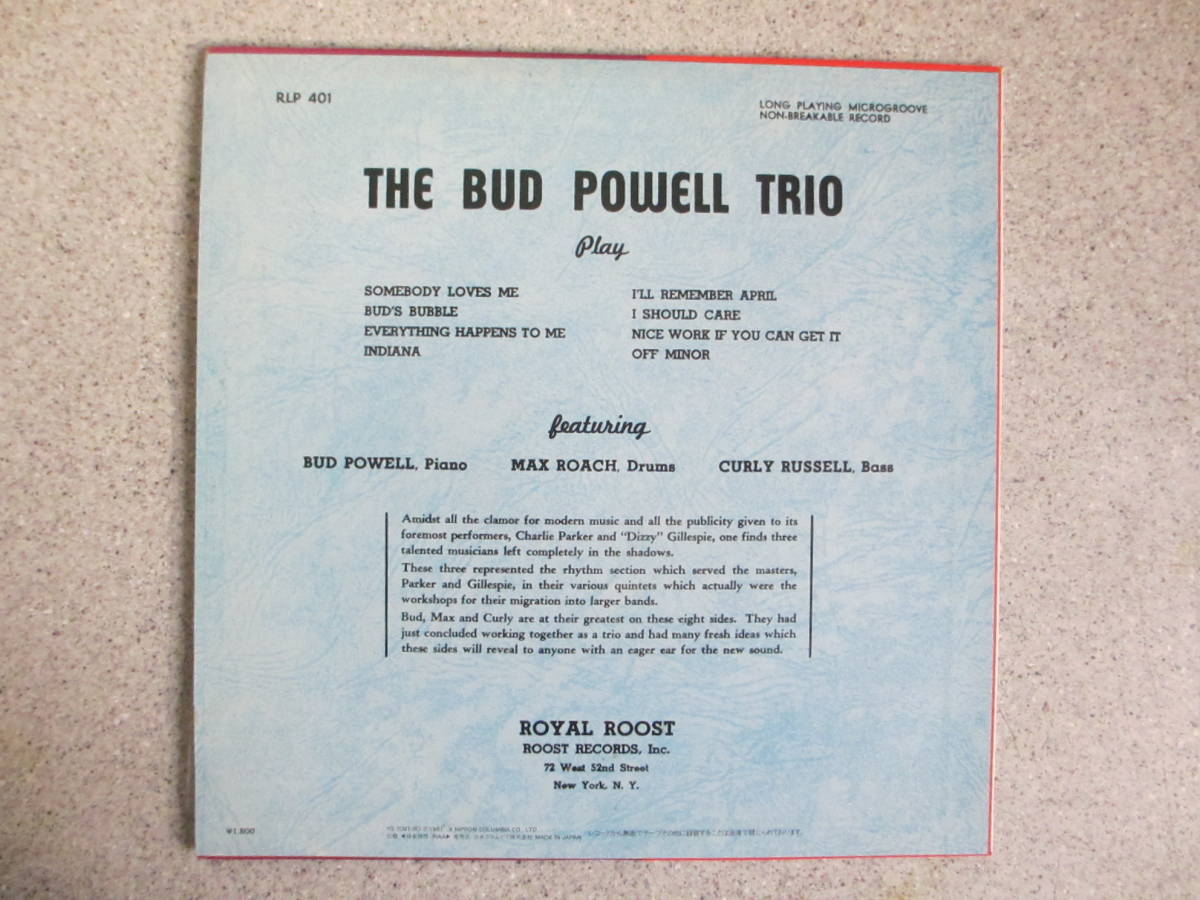 RLP 401
LONG PLAYING MICROGROOVE
NON-BREAKABLE RECORD
THE BUD POWELL TRIO
Play
SOMEBODY LOVES ME
BUD'S BUBBLE
EVERYTHING HAPPENS TO ME
INDIANA
I'LL REMEMBER APRIL
I SHOULD CARE
NICE WORK IF YOU CAN GET IT
OFF MINOR
featuring
BUD POWELL, Piano MAX ROACH, Drums CURLY RUSSELL, Bass
Amidst all the clamor for modern music and all the publicity given to its
foremost performers, Charlie Parker and "Dizzy" Gillespie, one finds three
talented musicians left completely in the shadows.
These three represented the rhythm section which served the masters,
Parker and Gillespie, in their various quintets which actually were the
workshops for their migration into larger bands.
Bud, Max and Curly are at their greatest on these eight sides. They had
just concluded working together as a trio and had many fresh ideas which
these sides will reveal to anyone with an eager ear for the new sound.
ROYAL ROOST
ROOST RECORDS, Inc.
72 West 52nd Street
New York, N. Y.
¥1,800
NIPPON COLUMBIA CO., LTD.
MADE IN JAPAN